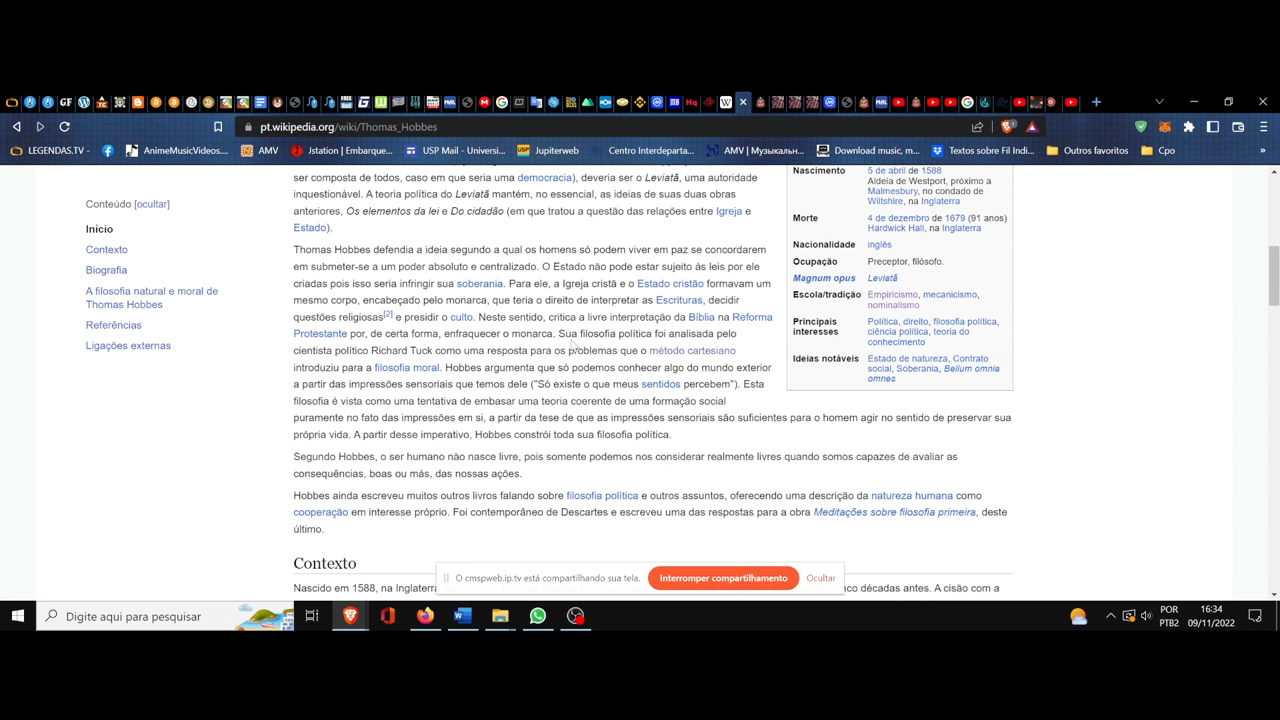 pt.wikipedia.org/wiki/Thomas_Hobbes
LEGENDAS.TV - AnimeMusicVideos... AMV Jstation | Embarque... USP Mail - Universi... Jupiterweb Centro Interdeparta... AMV | Музыкальн... Download music, m... Textos sobre Fil Indi... Outros favoritos Cpo
Conteúdo [ocultar]
Início
Contexto
Biografia
A filosofia natural e moral de
Thomas Hobbes
Referências
Ligações externas
ser composta de todos, caso em que seria uma democracia), deveria ser o Leviatã, uma autoridade
inquestionável. A teoria política do Leviatã mantém, no essencial, as ideias de suas duas obras
anteriores, Os elementos da lei e Do cidadão (em que tratou a questão das relações entre Igreja e
Estado).
Thomas Hobbes defendia a ideia segundo a qual os homens só podem viver em paz se concordarem
em submeter-se a um poder absoluto e centralizado. O Estado não pode estar sujeito às leis por ele
criadas pois isso seria infringir sua soberania. Para ele, a Igreja cristã e o Estado cristão formavam um
mesmo corpo, encabeçado pelo monarca, que teria o direito de interpretar as Escrituras, decidir
questões religiosas[2] e presidir o culto. Neste sentido, critica a livre interpretação da Bíblia na Reforma
Protestante por, de certa forma, enfraquecer o monarca. Sua filosofia política foi analisada pelo
cientista político Richard Tuck como uma resposta para os problemas que o método cartesiano
introduziu para a filosofia moral. Hobbes argumenta que só podemos conhecer algo do mundo exterior
a partir das impressões sensoriais que temos dele ("Só existe o que meus sentidos percebem"). Esta
filosofia é vista como uma tentativa de embasar uma teoria coerente de uma formação social
puramente no fato das impressões em si, a partir da tese de que as impressões sensoriais são suficientes para o homem agir no sentido de preservar sua
própria vida. A partir desse imperativo, Hobbes constrói toda sua filosofia política.
Segundo Hobbes, o ser humano não nasce livre, pois somente podemos nos considerar realmente livres quando somos capazes de avaliar as
consequências, boas ou más, das nossas ações.
Hobbes ainda escreveu muitos outros livros falando sobre filosofia política e outros assuntos, oferecendo uma descrição da natureza humana como
cooperação em interesse próprio. Foi contemporâneo de Descartes e escreveu uma das respostas para a obra Meditações sobre filosofia primeira, deste
último.
Contexto
Nascido em 1588, na Inglaterr
nco décadas antes. A cisão com a
Nascimento 5 de abril de 1588
Aldeia de Westport, próximo a
Malmesbury, no condado de
Wiltshire, na Inglaterra
Morte 4 de dezembro de 1679 (91 anos)
Hardwick Hall, na Inglaterra
Nacionalidade inglês
Ocupação Preceptor, filósofo.
Magnum opus Leviatã
Escola/tradição Empiricismo, mecanicismo,
nominalismo
Principais interesses Política, direito, filosofia política,
ciência política, teoria do
conhecimento
Ideias notáveis Estado de natureza, Contrato
social, Soberania, Bellum omnia
omnes
O cmspweb.ip.tv está compartilhando sua tela. Interromper compartilhamento Ocultar
Digite aqui para pesquisar
POR 16:34
PTB2 09/11/2022